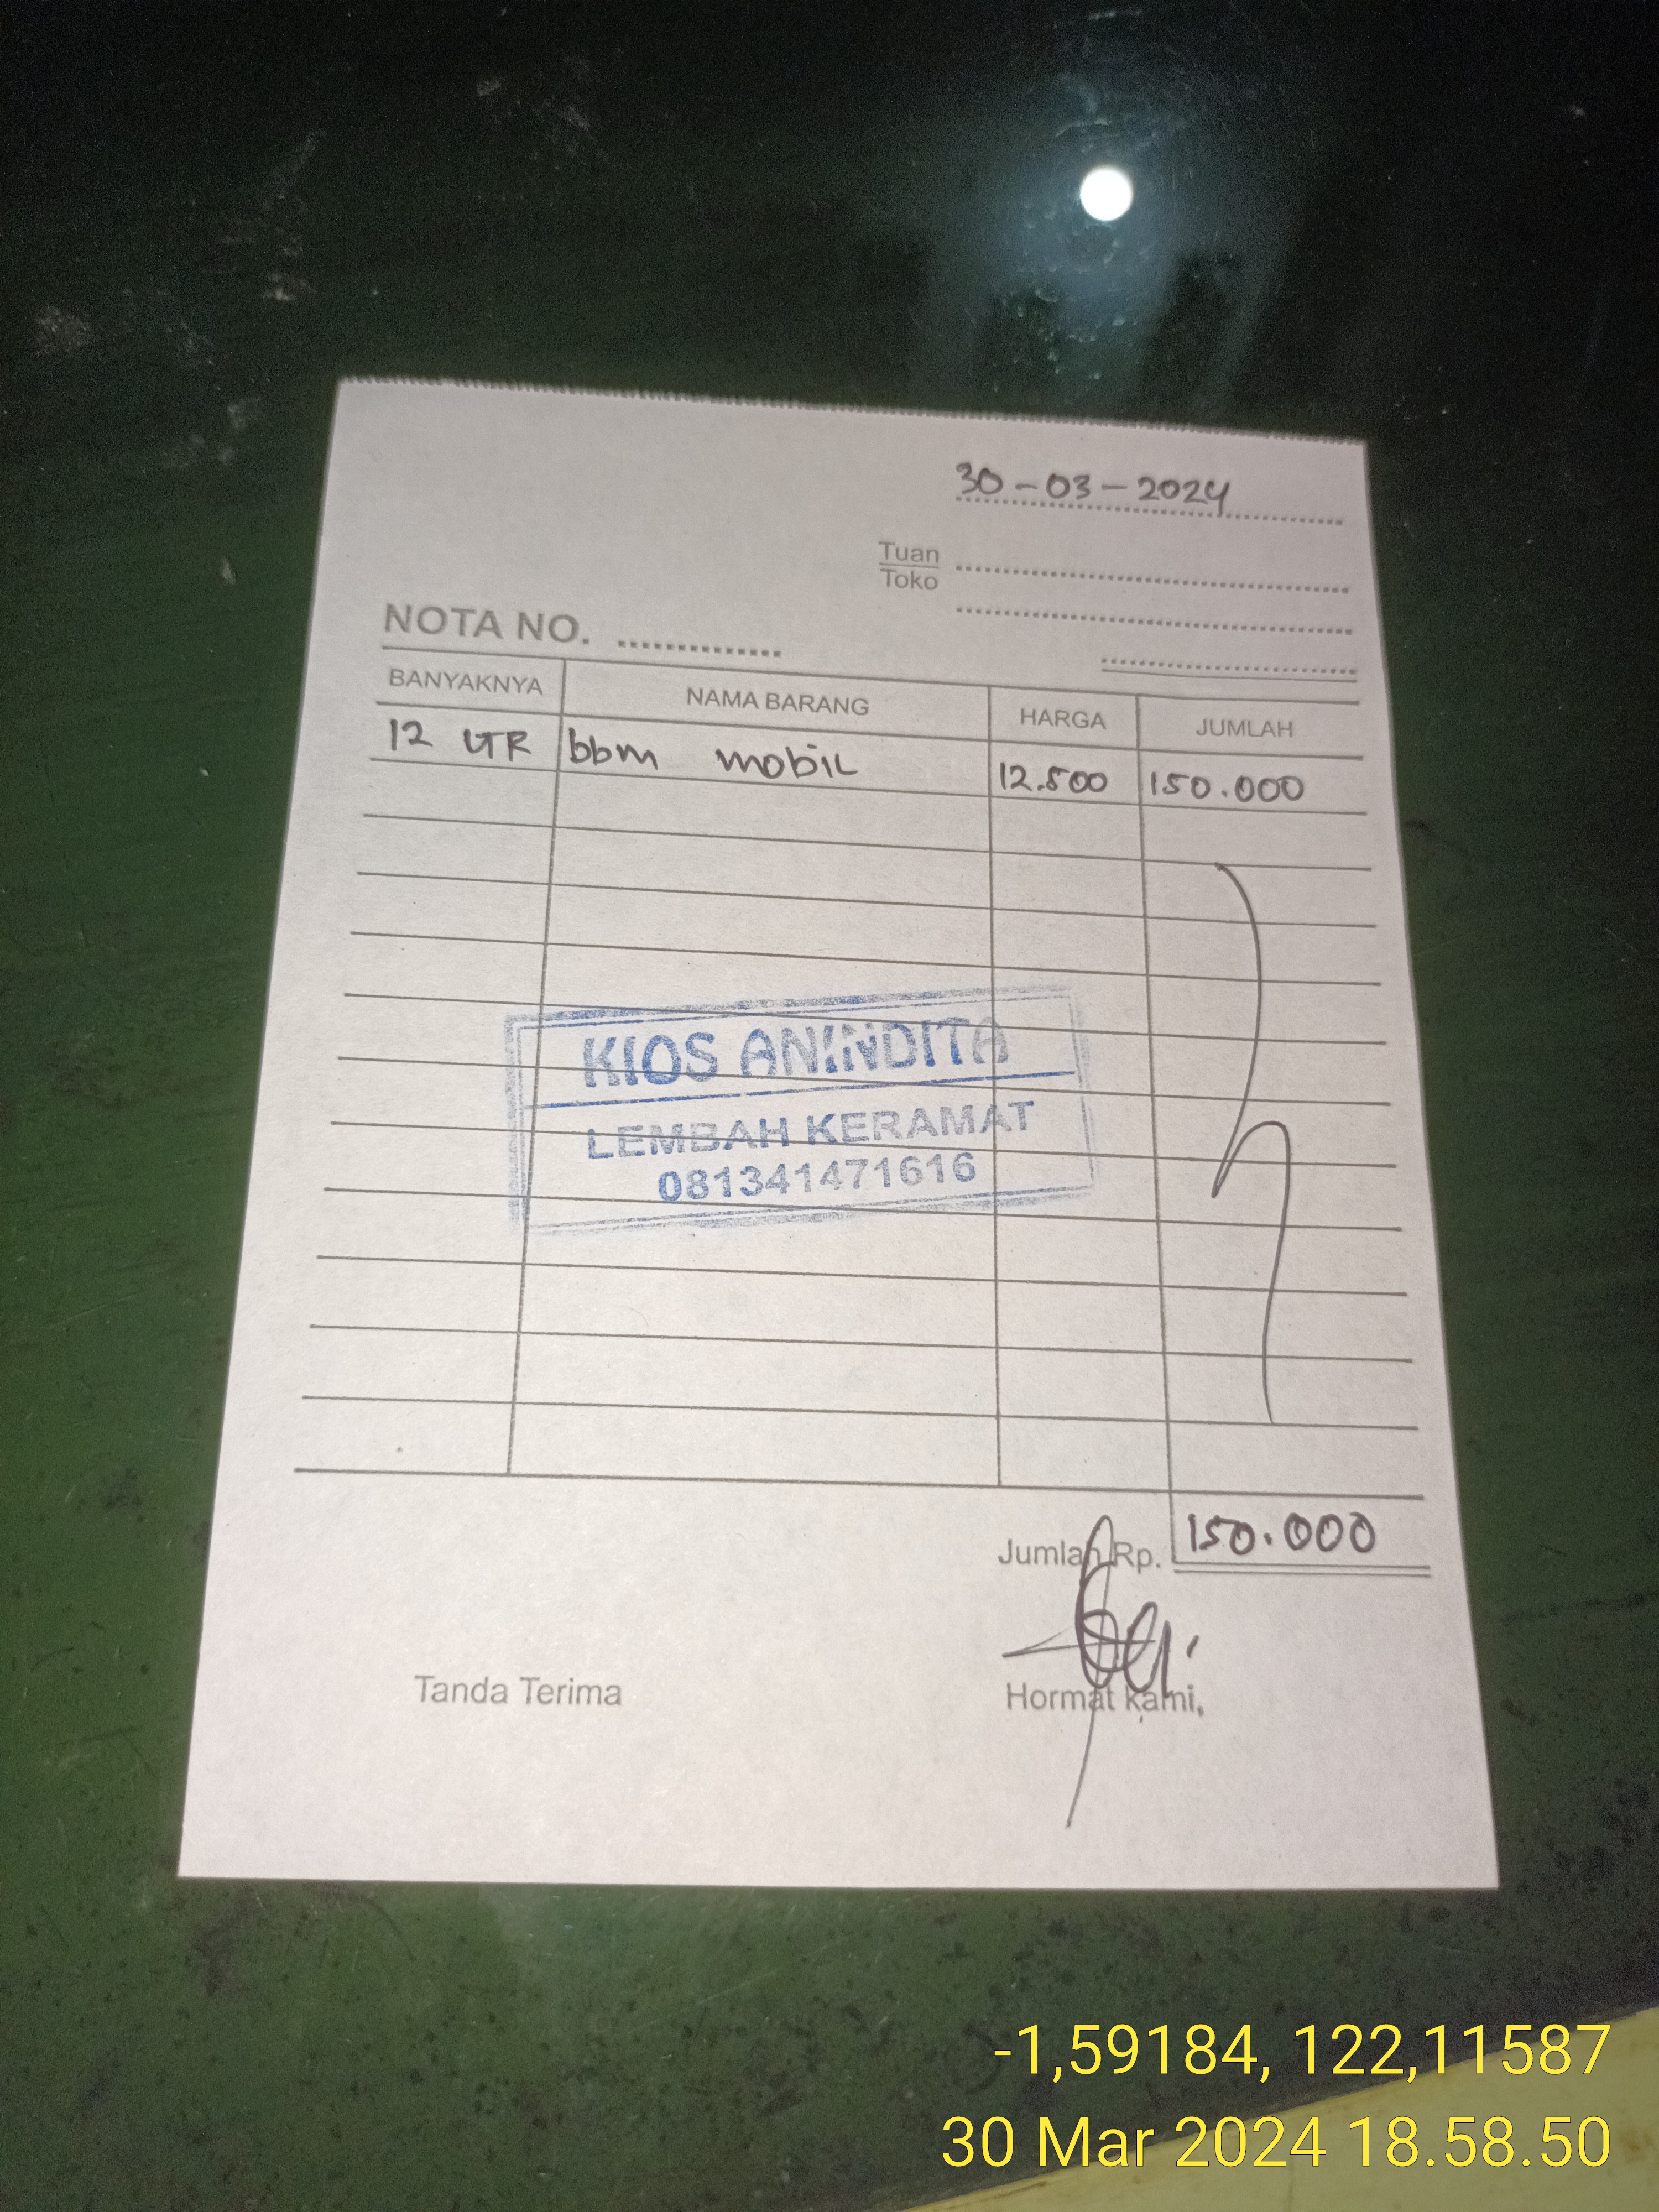 30-03-2024
Tuan
Toko
NOTA NO. ..............
BANYAKNYA NAMA BARANG HARGA JUMLAH
12 LTR bbm mobil 12.500 150.000
KIOS ANINDITA
LEMBAH KERAMAT
081341471616
Jumlah Rp. 150.000
Tanda Terima Hormat kami,
-1,59184, 122,11587
30 Mar 2024 18.58.50